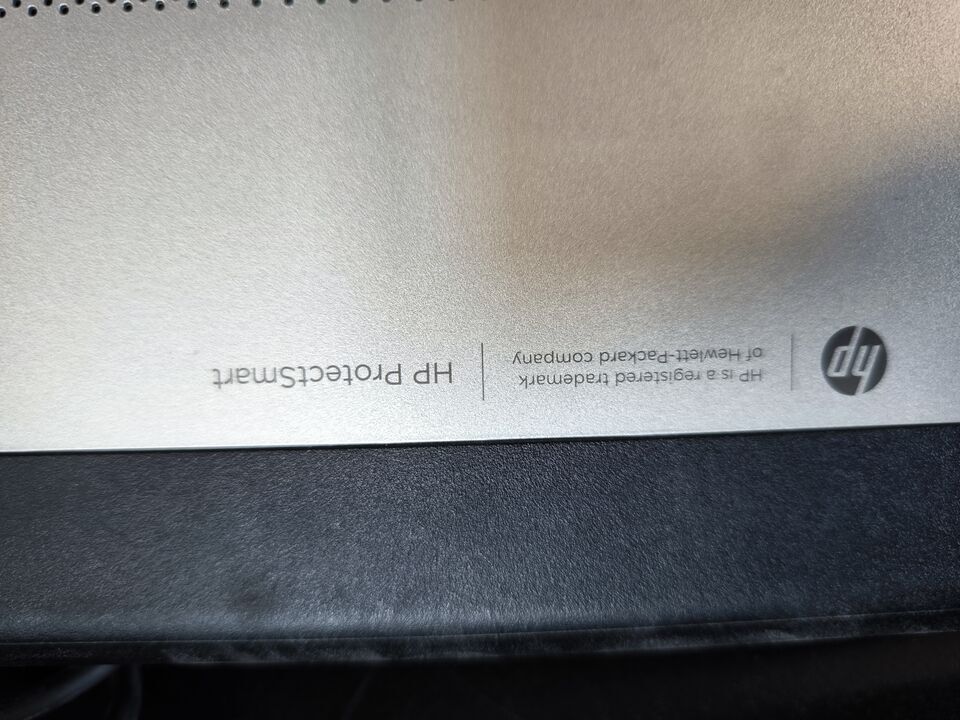 hp
HP is a registered trademark
of Hewlett-Packard company
HP ProtectSmart